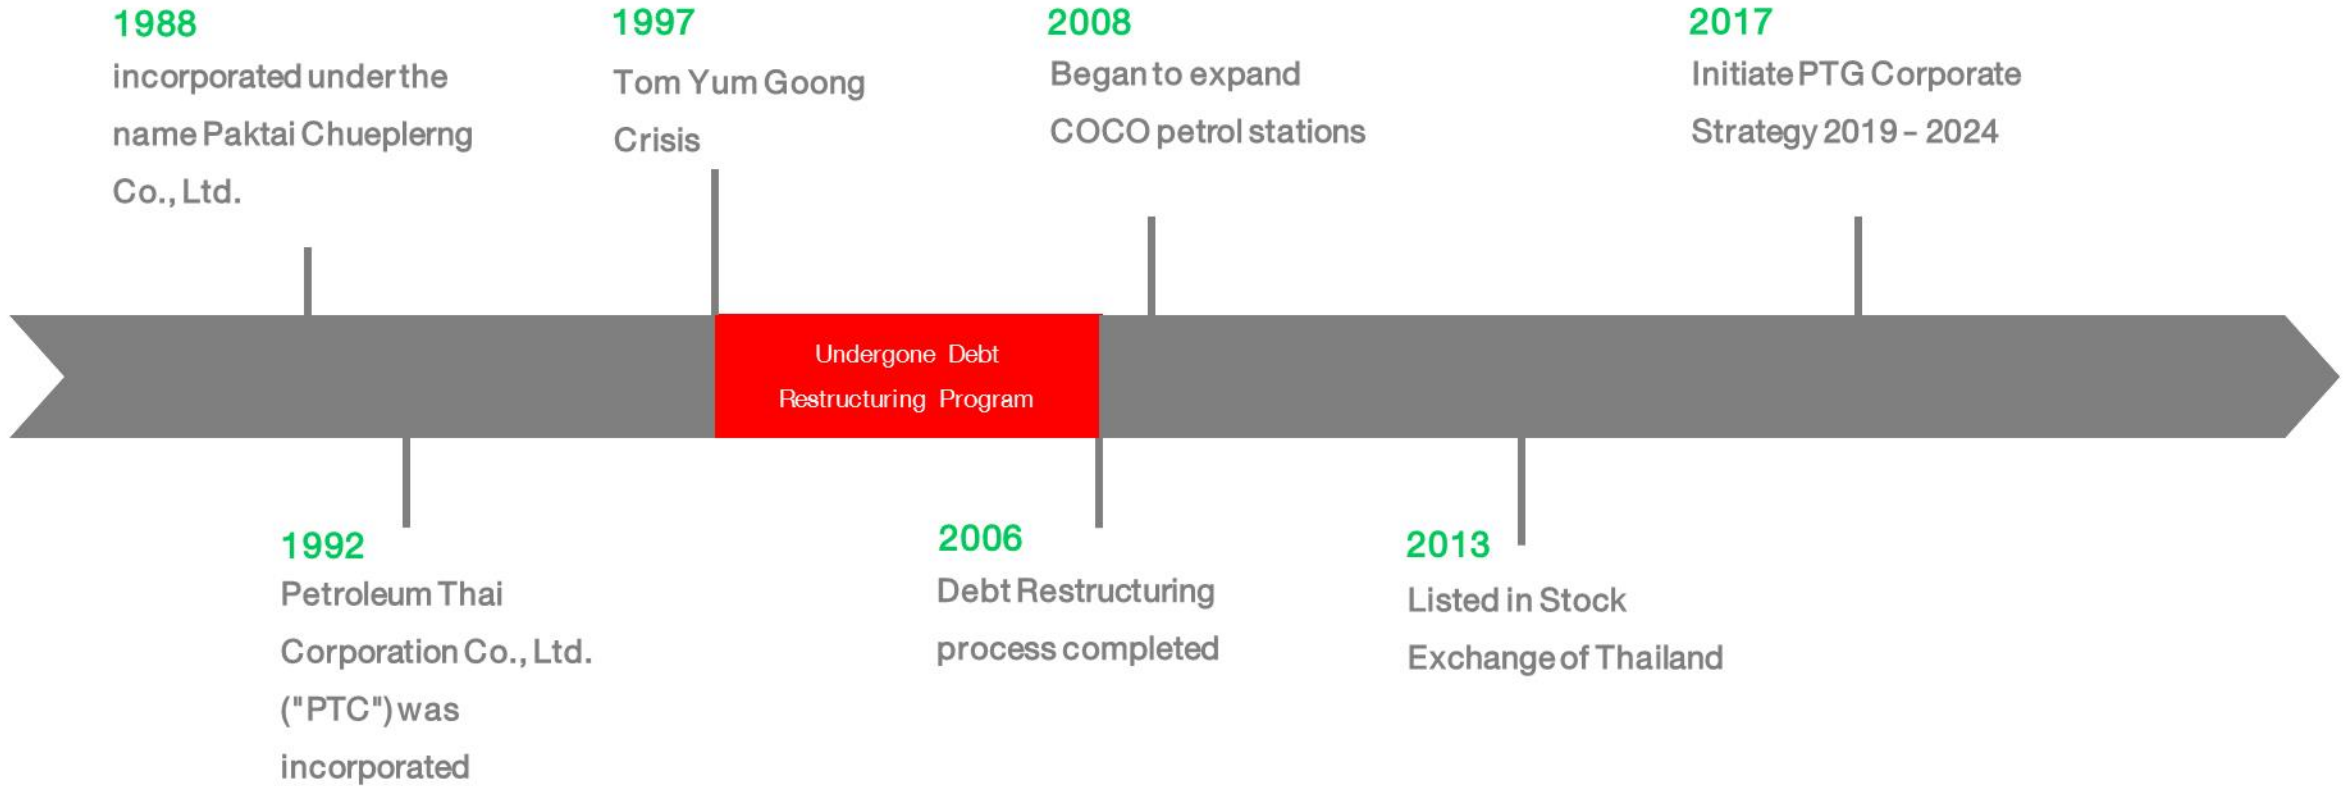 1988
incorporated under the
name Paktai Chueplerng
Co., Ltd.
1997
Tom Yum Goong
Crisis
2008
Began to expand
COCO petrol stations
2017
Initiate PTG Corporate
Strategy 2019 - 2024
Undergone Debt
Restructuring Program
1992
Petroleum Thai
Corporation Co., Ltd.
("PTC") was
incorporated
2006
Debt Restructuring
process completed
2013
Listed in Stock
Exchange of Thailand